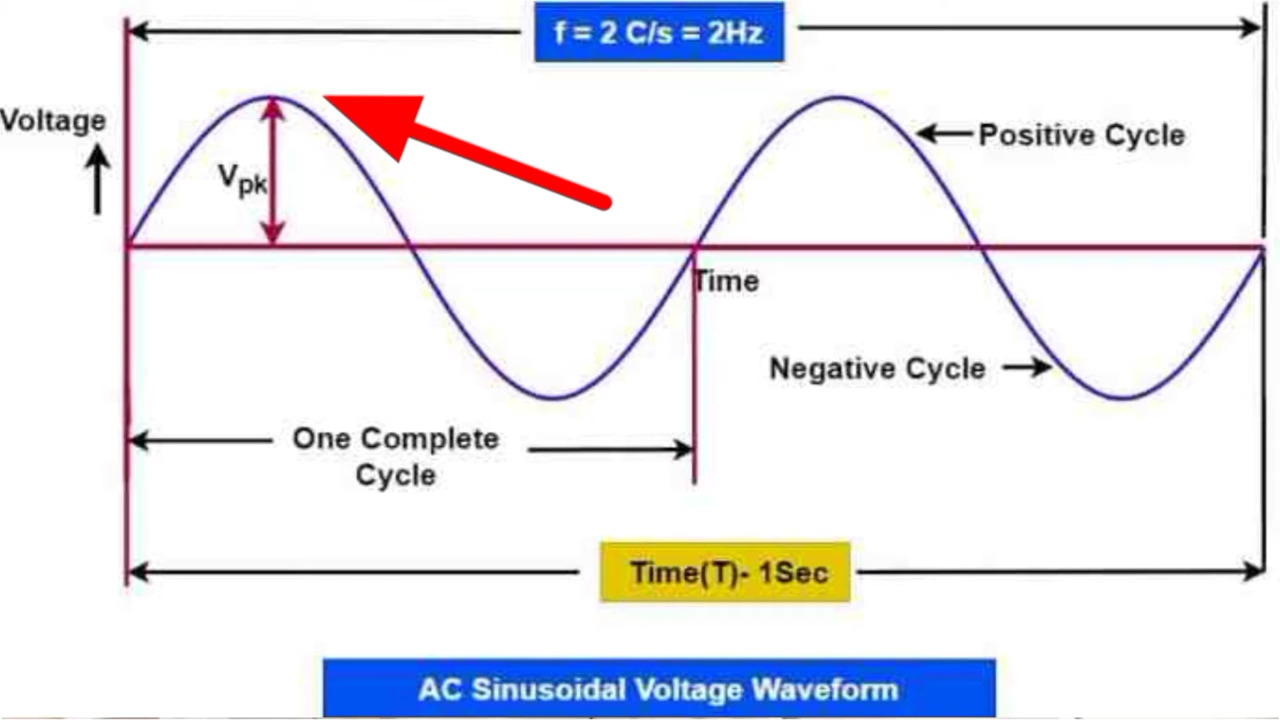 f = 2 C/s = 2Hz
Voltage
Positive Cycle
Vpk
Time
Negative Cycle
One Complete
Cycle
Time(T)- 1Sec
AC Sinusoidal Voltage Waveform